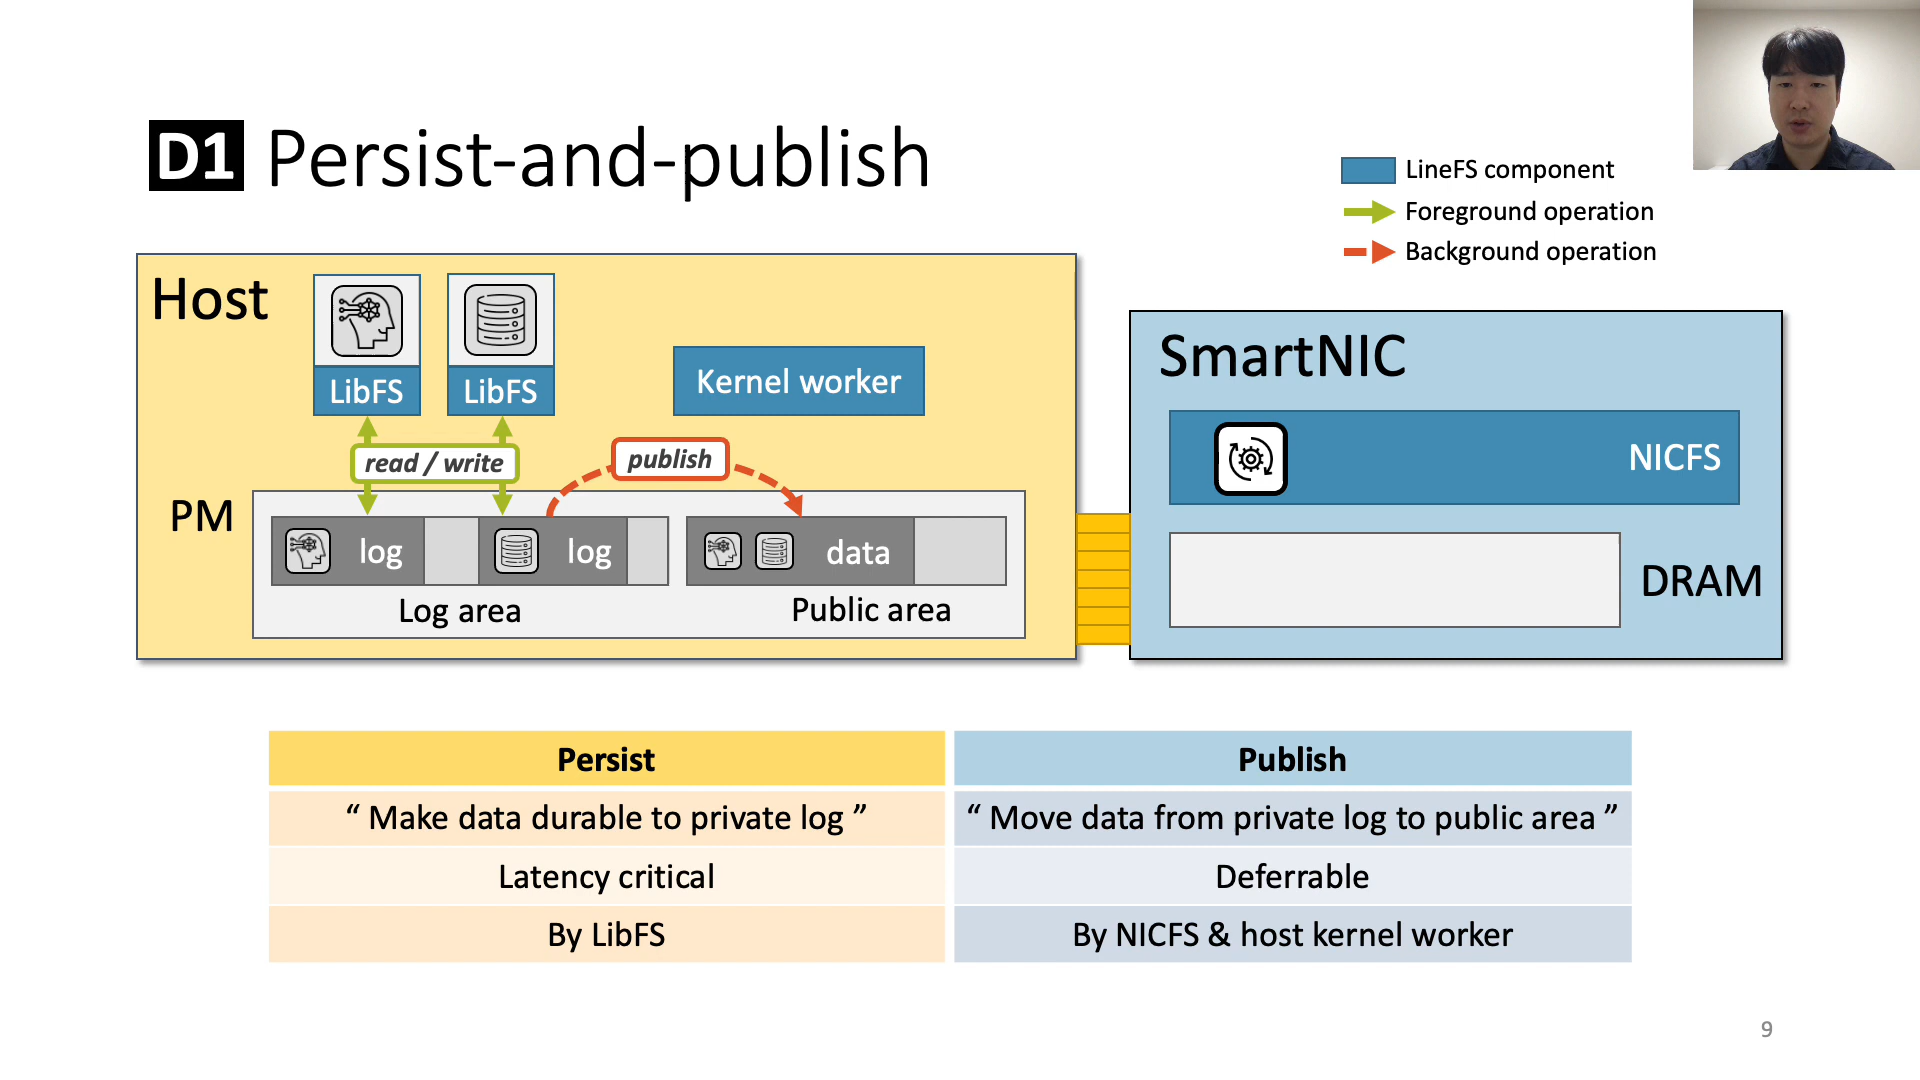 D1 Persist-and-publish
LineFS component
Foreground operation
Background operation
Host
LibFS
LibFS
Kernel worker
read / write
publish
PM
log
log
data
Log area
Public area
SmartNIC
NICFS
DRAM
Persist
Publish
“ Make data durable to private log ”
“ Move data from private log to public area ”
Latency critical
Deferrable
By LibFS
By NICFS & host kernel worker
9